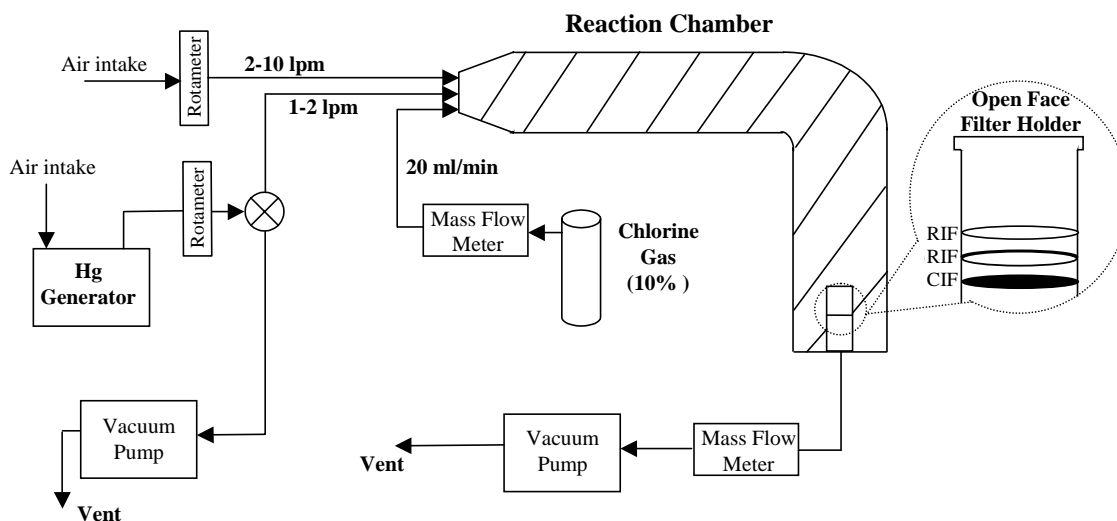 Reaction Chamber
Air intake
Rotameter
2-10 lpm
1-2 lpm
Open Face
Filter Holder
Air intake
Rotameter
20 ml/min
Mass Flow
Meter
Chlorine
Gas
(10% )
RIF
RIF
CIF
Hg
Generator
Vacuum
Pump
Vent
Vent
Vacuum
Pump
Mass Flow
Meter